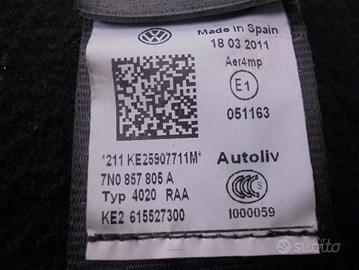 Made in Spain
18 03 2011
Aer4mp
E1
051163
*211 KE25907711M*
Autoliv
7N0 857 805 A
Typ 4020 RAA
CCC S
KE2 615527300
I000059
subito